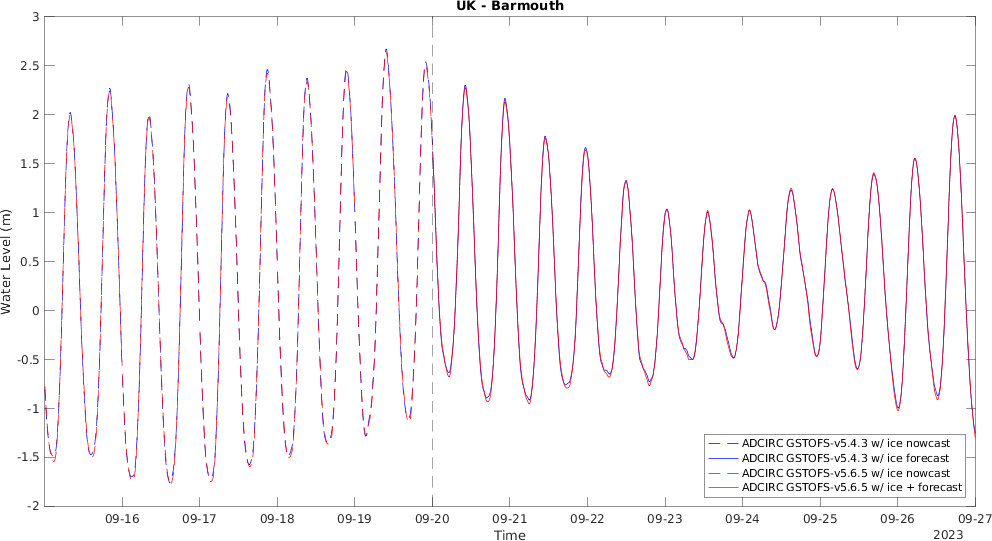 UK - Barmouth
3
2.5
2
1.5
1
0.5
0
-0.5
-1
-1.5
-2
Water Level (m)
ADCIRC GSTOFS-v5.4.3 w/ ice nowcast
ADCIRC GSTOFS-v5.4.3 w/ ice forecast
ADCIRC GSTOFS-v5.6.5 w/ ice nowcast
ADCIRC GSTOFS-v5.6.5 w/ ice + forecast
09-16 09-17 09-18 09-19 09-20 09-21 09-22 09-23 09-24 09-25 09-26 09-27
Time
2023